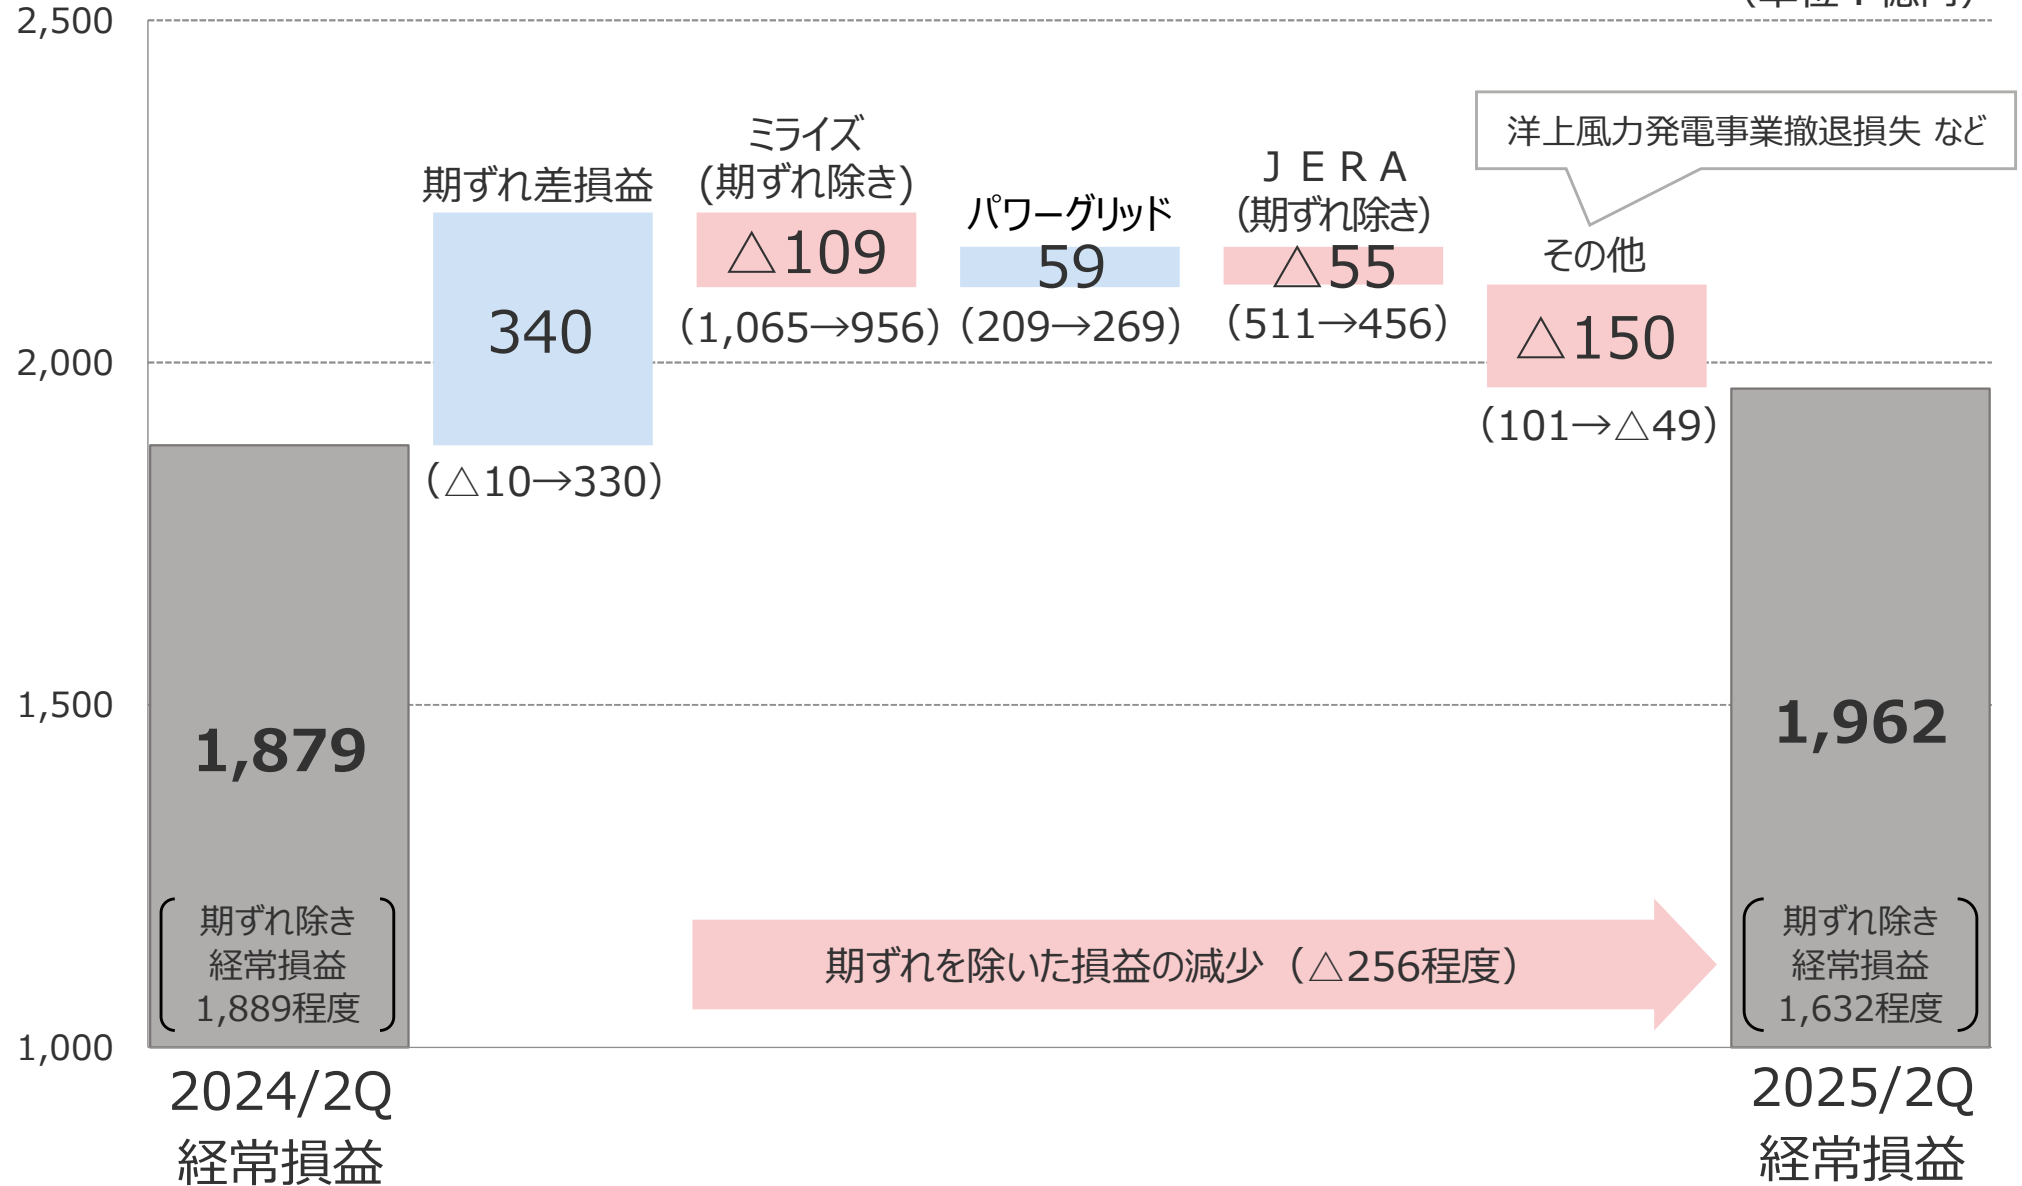 (単位：億円)
2,500
2,000
1,500
1,000
期ずれ差損益
340
(△10→330)
ミライズ
(期ずれ除き)
△109
(1,065→956)
パワーグリッド
59
(209→269)
ＪＥＲＡ
(期ずれ除き)
△55
(511→456)
洋上風力発電事業撤退損失 など
その他
△150
(101→△49)
1,879
期ずれ除き
経常損益
1,889程度
期ずれを除いた損益の減少（△256程度）
1,962
期ずれ除き
経常損益
1,632程度
2024/2Q
経常損益
2025/2Q
経常損益